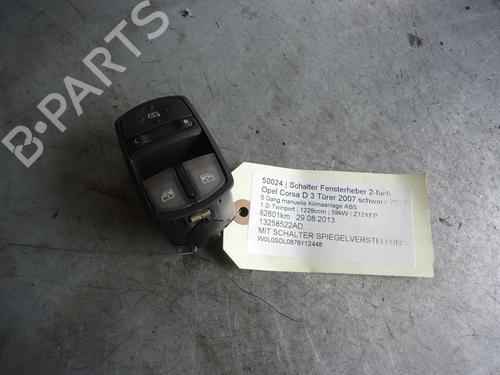 B-PARTS
R
50024 | Schalter Fensterheber 2-fach
Opel Corsa D 3 Türer 2007 schwarz
5 Gang manuelle Klimaanlage ABS
1.2i Twinport | 1229ccm | 59kW | Z12XEP
82601km 29.08.2013
13258522AD,
MIT SCHALTER SPIEGELVERSTELLUNG
W0L0SDL0876112448